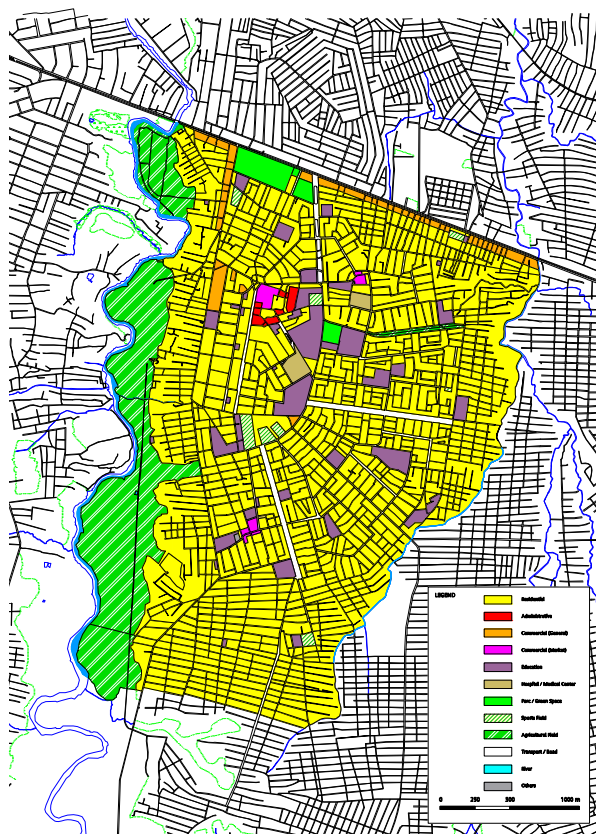 LEGEND
Residential
Administrative
Commercial (General)
Commercial (Market)
Education
Hospital / Medical Center
Parc / Green Space
Sports Field
Agricultural Field
Transport / Road
River
Others
0 250 500 1000 m